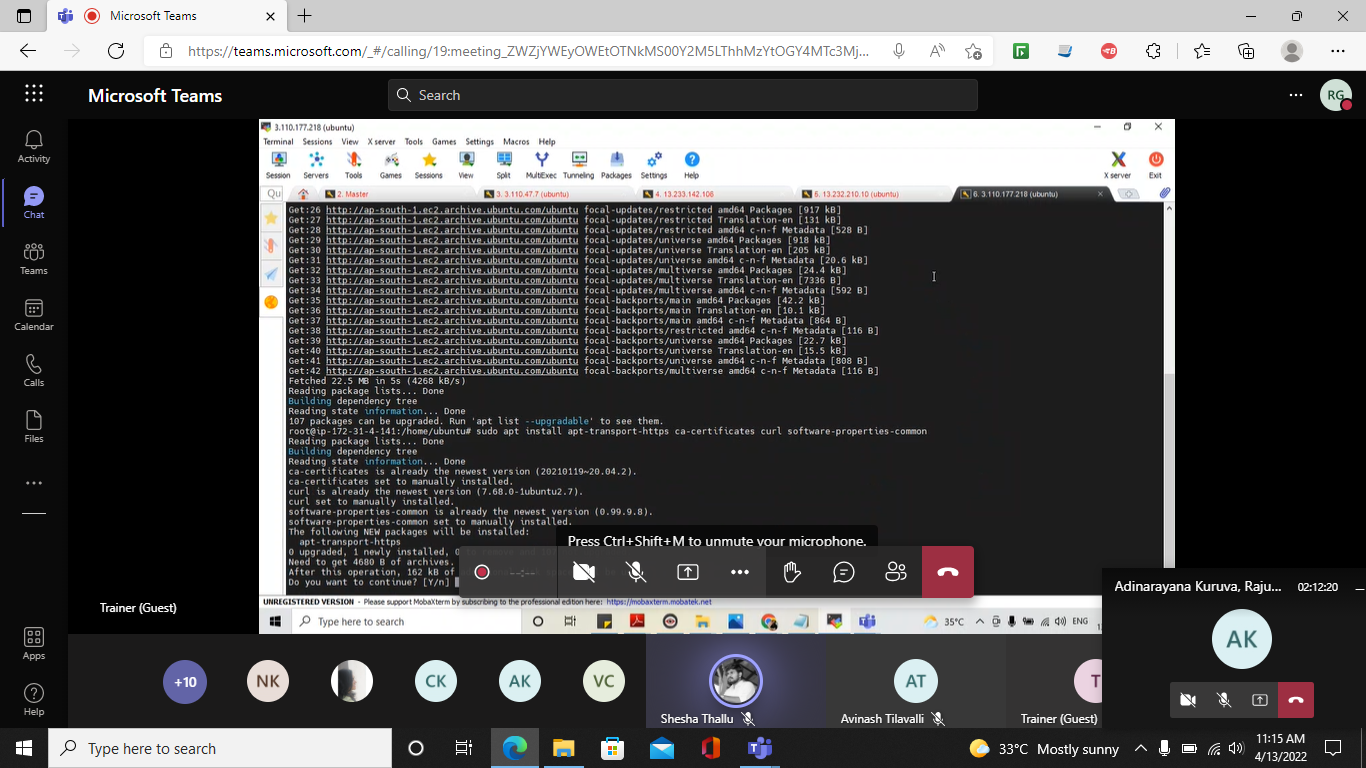 Microsoft Teams
https://teams.microsoft.com/_#/calling/19:meeting_ZWZjYWEyOWEtOTNkMS00Y2M5LThhMzYtOGY4MTc3Mj...
Microsoft Teams
Search
RG
Activity
Chat
Teams
Calendar
Calls
Files
Apps
Help
3.110.177.218 (ubuntu)
Terminal Sessions View X server Tools Games Settings Macros Help
Session Servers Tools Games Sessions View Split MultiExec Tunneling Packages Settings Help X server Exit
Qu 2. Master 3. 3.110.47.7 (ubuntu) 4. 13.233.142.106 5. 13.232.210.10 (ubuntu) 6. 3.110.177.218 (ubuntu)
Get:26 http://ap-south-1.ec2.archive.ubuntu.com/ubuntu focal-updates/restricted amd64 Packages [917 kB]
Get:27 http://ap-south-1.ec2.archive.ubuntu.com/ubuntu focal-updates/restricted Translation-en [131 kB]
Get:28 http://ap-south-1.ec2.archive.ubuntu.com/ubuntu focal-updates/restricted amd64 c-n-f Metadata [528 B]
Get:29 http://ap-south-1.ec2.archive.ubuntu.com/ubuntu focal-updates/universe amd64 Packages [918 kB]
Get:30 http://ap-south-1.ec2.archive.ubuntu.com/ubuntu focal-updates/universe Translation-en [205 kB]
Get:31 http://ap-south-1.ec2.archive.ubuntu.com/ubuntu focal-updates/universe amd64 c-n-f Metadata [20.6 kB]
Get:32 http://ap-south-1.ec2.archive.ubuntu.com/ubuntu focal-updates/multiverse amd64 Packages [24.4 kB]
Get:33 http://ap-south-1.ec2.archive.ubuntu.com/ubuntu focal-updates/multiverse Translation-en [7336 B]
Get:34 http://ap-south-1.ec2.archive.ubuntu.com/ubuntu focal-updates/multiverse amd64 c-n-f Metadata [592 B]
Get:35 http://ap-south-1.ec2.archive.ubuntu.com/ubuntu focal-backports/main amd64 Packages [42.2 kB]
Get:36 http://ap-south-1.ec2.archive.ubuntu.com/ubuntu focal-backports/main Translation-en [10.1 kB]
Get:37 http://ap-south-1.ec2.archive.ubuntu.com/ubuntu focal-backports/main amd64 c-n-f Metadata [864 B]
Get:38 http://ap-south-1.ec2.archive.ubuntu.com/ubuntu focal-backports/restricted amd64 c-n-f Metadata [116 B]
Get:39 http://ap-south-1.ec2.archive.ubuntu.com/ubuntu focal-backports/universe amd64 Packages [22.7 kB]
Get:40 http://ap-south-1.ec2.archive.ubuntu.com/ubuntu focal-backports/universe Translation-en [15.5 kB]
Get:41 http://ap-south-1.ec2.archive.ubuntu.com/ubuntu focal-backports/universe amd64 c-n-f Metadata [808 B]
Get:42 http://ap-south-1.ec2.archive.ubuntu.com/ubuntu focal-backports/multiverse amd64 c-n-f Metadata [116 B]
Fetched 22.5 MB in 5s (4268 kB/s)
Reading package lists... Done
Building dependency tree
Reading state information... Done
107 packages can be upgraded. Run 'apt list --upgradable' to see them.
root@ip-172-31-4-141:/home/ubuntu# sudo apt install apt-transport-https ca-certificates curl software-properties-common
Reading package lists... Done
Building dependency tree
Reading state information... Done
ca-certificates is already the newest version (20210119~20.04.2).
ca-certificates set to manually installed.
curl is already the newest version (7.68.0-1ubuntu2.7).
curl set to manually installed.
software-properties-common is already the newest version (0.99.9.8).
software-properties-common set to manually installed.
The following NEW packages will be installed:
apt-transport-https
0 upgraded, 1 newly installed, 0
Need to get 4680 B of archives.
After this operation, 162 kB of
Do you want to continue? [Y/n]
Press Ctrl+Shift+M to unmute your microphone.
UNREGISTERED VERSION - Please support MobaXterm by subscribing to the professional edition here: https://mobaxterm.mobatek.net
Type here to search
35°C
ENG
Trainer (Guest)
Adinarayana Kuruva, Raju... 02:12:20
AK
+10
NK
CK
AK
VC
Shesha Thallu
AT
Avinash Tilavalli
T
Trainer (Guest)
Type here to search
33°C Mostly sunny
11:15 AM
4/13/2022